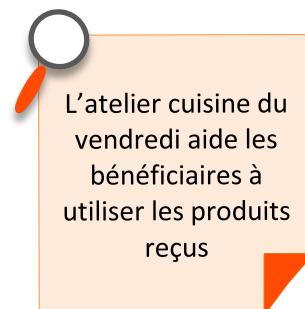 L’atelier cuisine du
vendredi aide les
bénéficiaires à
utiliser les produits
reçus